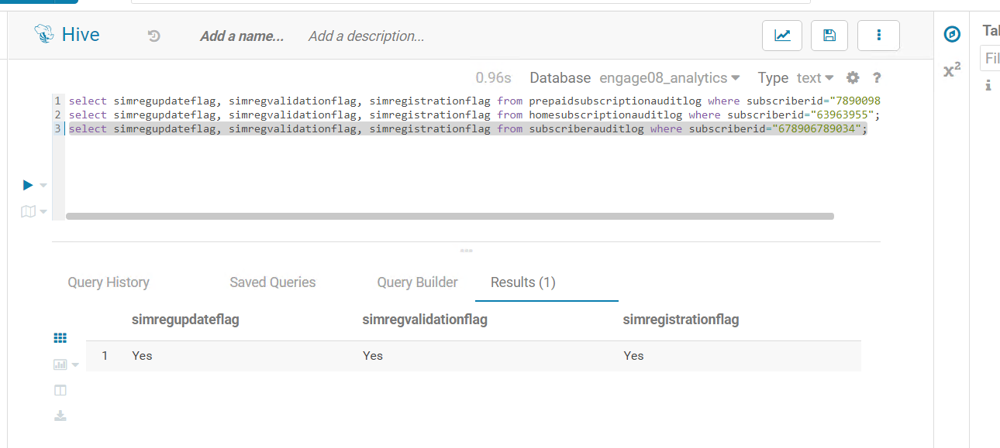 Hive Add a name... Add a description...
0.96s Database engage08_analytics Type text ?
1 select simregupdateflag, simregvalidationflag, simregistrationflag from prepaidsubscriptionauditlog where subscriberid="7890098
2 select simregupdateflag, simregvalidationflag, simregistrationflag from homesubscriptionauditlog where subscriberid="63963955";
3 select simregupdateflag, simregvalidationflag, simregistrationflag from subscriberauditlog where subscriberid="678906789034";
Query History Saved Queries Query Builder Results (1)
simregupdateflag simregvalidationflag simregistrationflag
1 Yes Yes Yes
x²